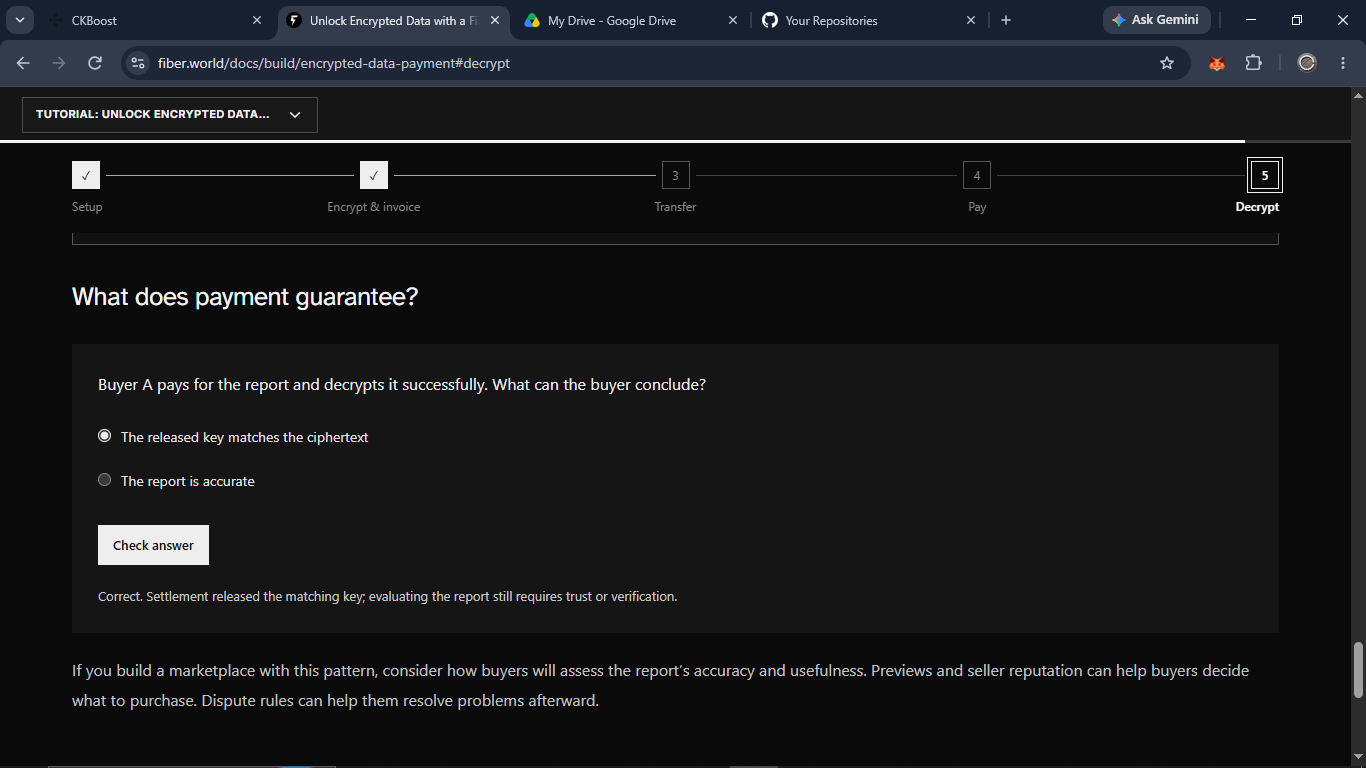 CKBoost
Unlock Encrypted Data with a Fi
My Drive - Google Drive
Your Repositories
Ask Gemini
fiber.world/docs/build/encrypted-data-payment#decrypt
TUTORIAL: UNLOCK ENCRYPTED DATA...
✓
✓
3
4
5
Setup
Encrypt & invoice
Transfer
Pay
Decrypt
What does payment guarantee?
Buyer A pays for the report and decrypts it successfully. What can the buyer conclude?
The released key matches the ciphertext
The report is accurate
Check answer
Correct. Settlement released the matching key; evaluating the report still requires trust or verification.
If you build a marketplace with this pattern, consider how buyers will assess the report's accuracy and usefulness. Previews and seller reputation can help buyers decide
what to purchase. Dispute rules can help them resolve problems afterward.